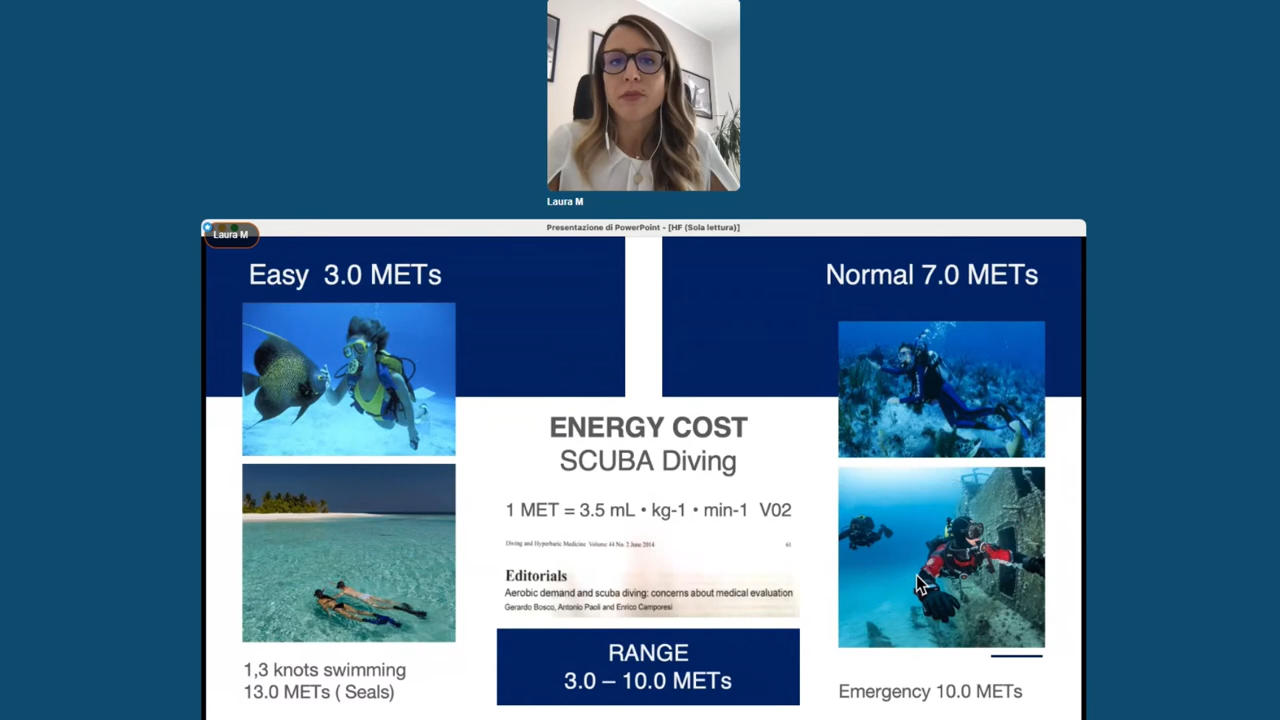 Laura M
Presentazione di PowerPoint - [HF (Sola lettura)]
Laura M
Easy 3.0 METs
Normal 7.0 METs
ENERGY COST
SCUBA Diving
1 MET = 3.5 mL • kg-1 • min-1 V02
Diving and Hyperbaric Medicine Volume 44 No. 2 June 2014 61
Editorials
Aerobic demand and scuba diving: concerns about medical evaluation
Gerardo Bosco, Antonio Paoli and Enrico Camporesi
RANGE
3.0 – 10.0 METs
1,3 knots swimming
13.0 METs ( Seals)
Emergency 10.0 METs